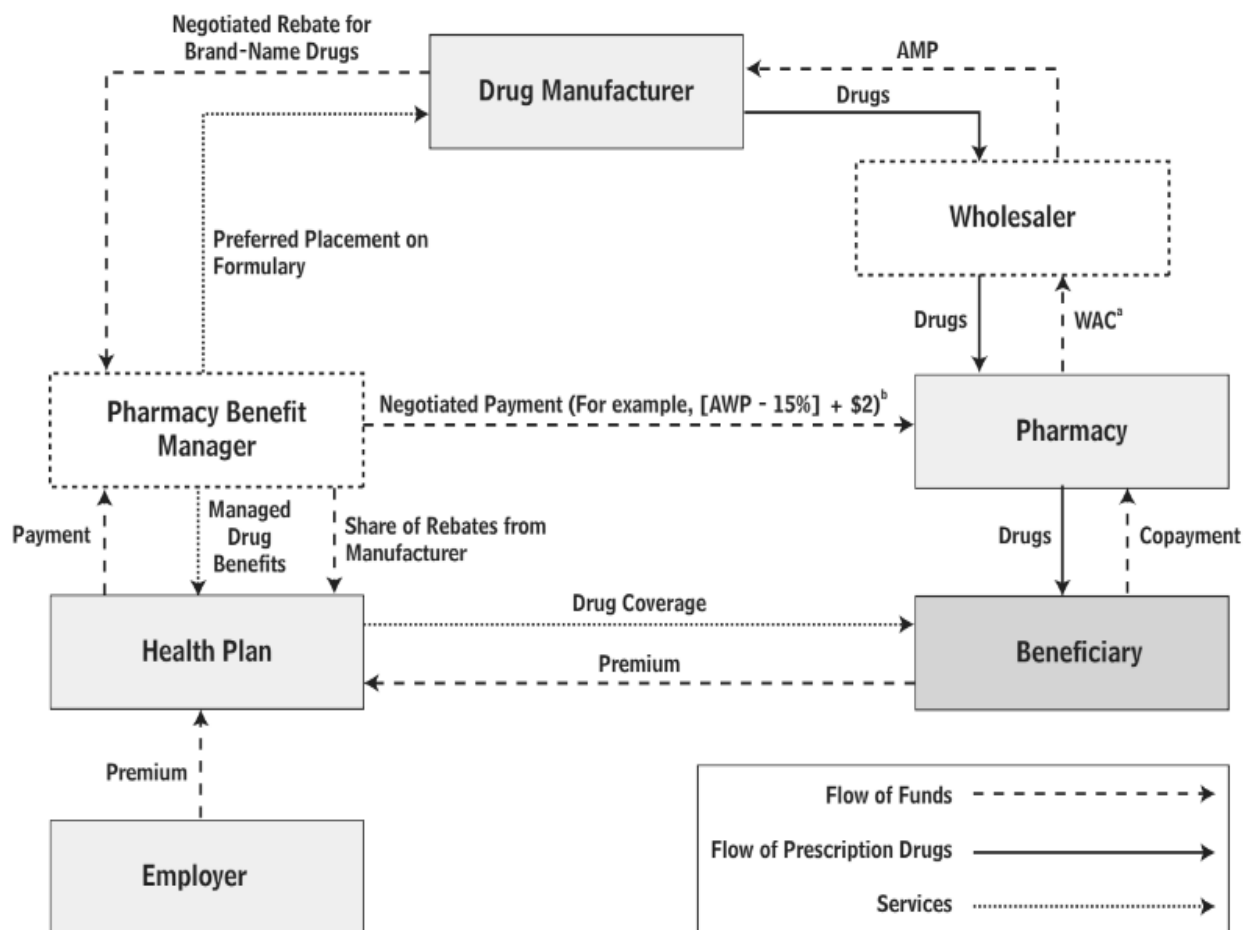 Negotiated Rebate for
Brand-Name Drugs
AMP
Drug Manufacturer
Drugs
Wholesaler
Preferred Placement on
Formulary
Drugs
WACᵃ
Pharmacy Benefit
Manager
Negotiated Payment (For example, [AWP - 15%] + $2)ᵇ
Pharmacy
Payment
Managed
Drug
Benefits
Share of Rebates from
Manufacturer
Drugs
Copayment
Health Plan
Drug Coverage
Premium
Beneficiary
Premium
Employer
Flow of Funds
Flow of Prescription Drugs
Services